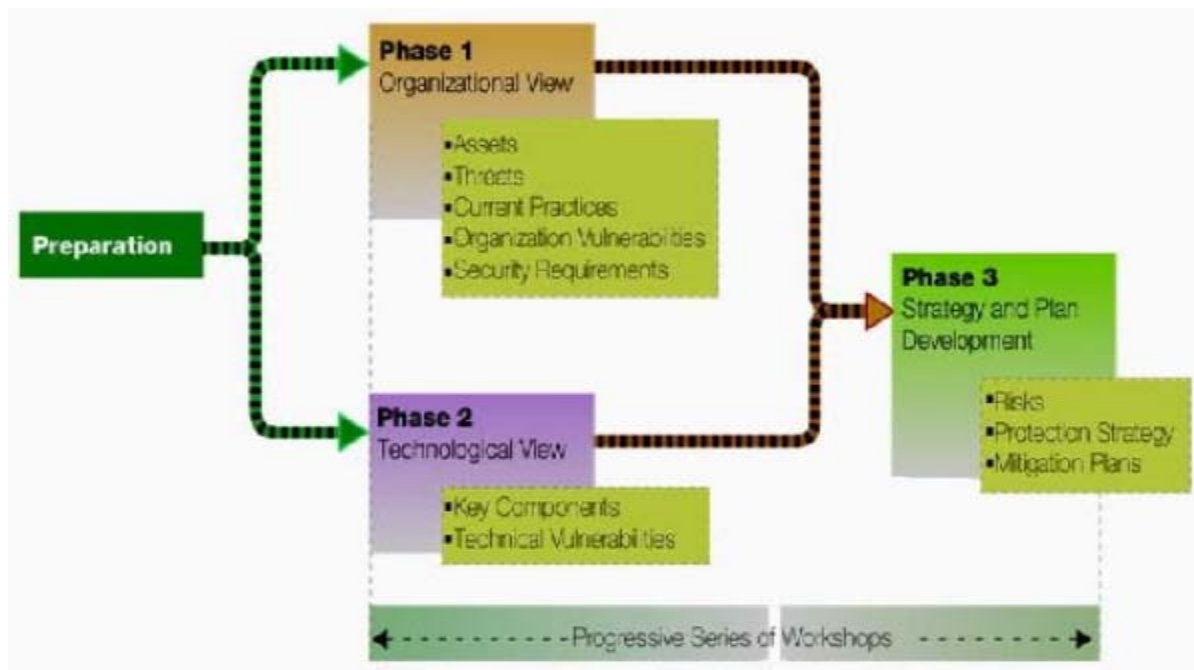 Phase 1
Organizational View
▪Assets
▪Threats
▪Current Practices
▪Organization Vulnerabilities
▪Security Requirements
Preparation
Phase 3
Strategy and Plan
Development
▪Risks
▪Protection Strategy
▪Mitigation Plans
Phase 2
Technological View
▪Key Components
▪Technical Vulnerabilities
Progressive Series of Workshops